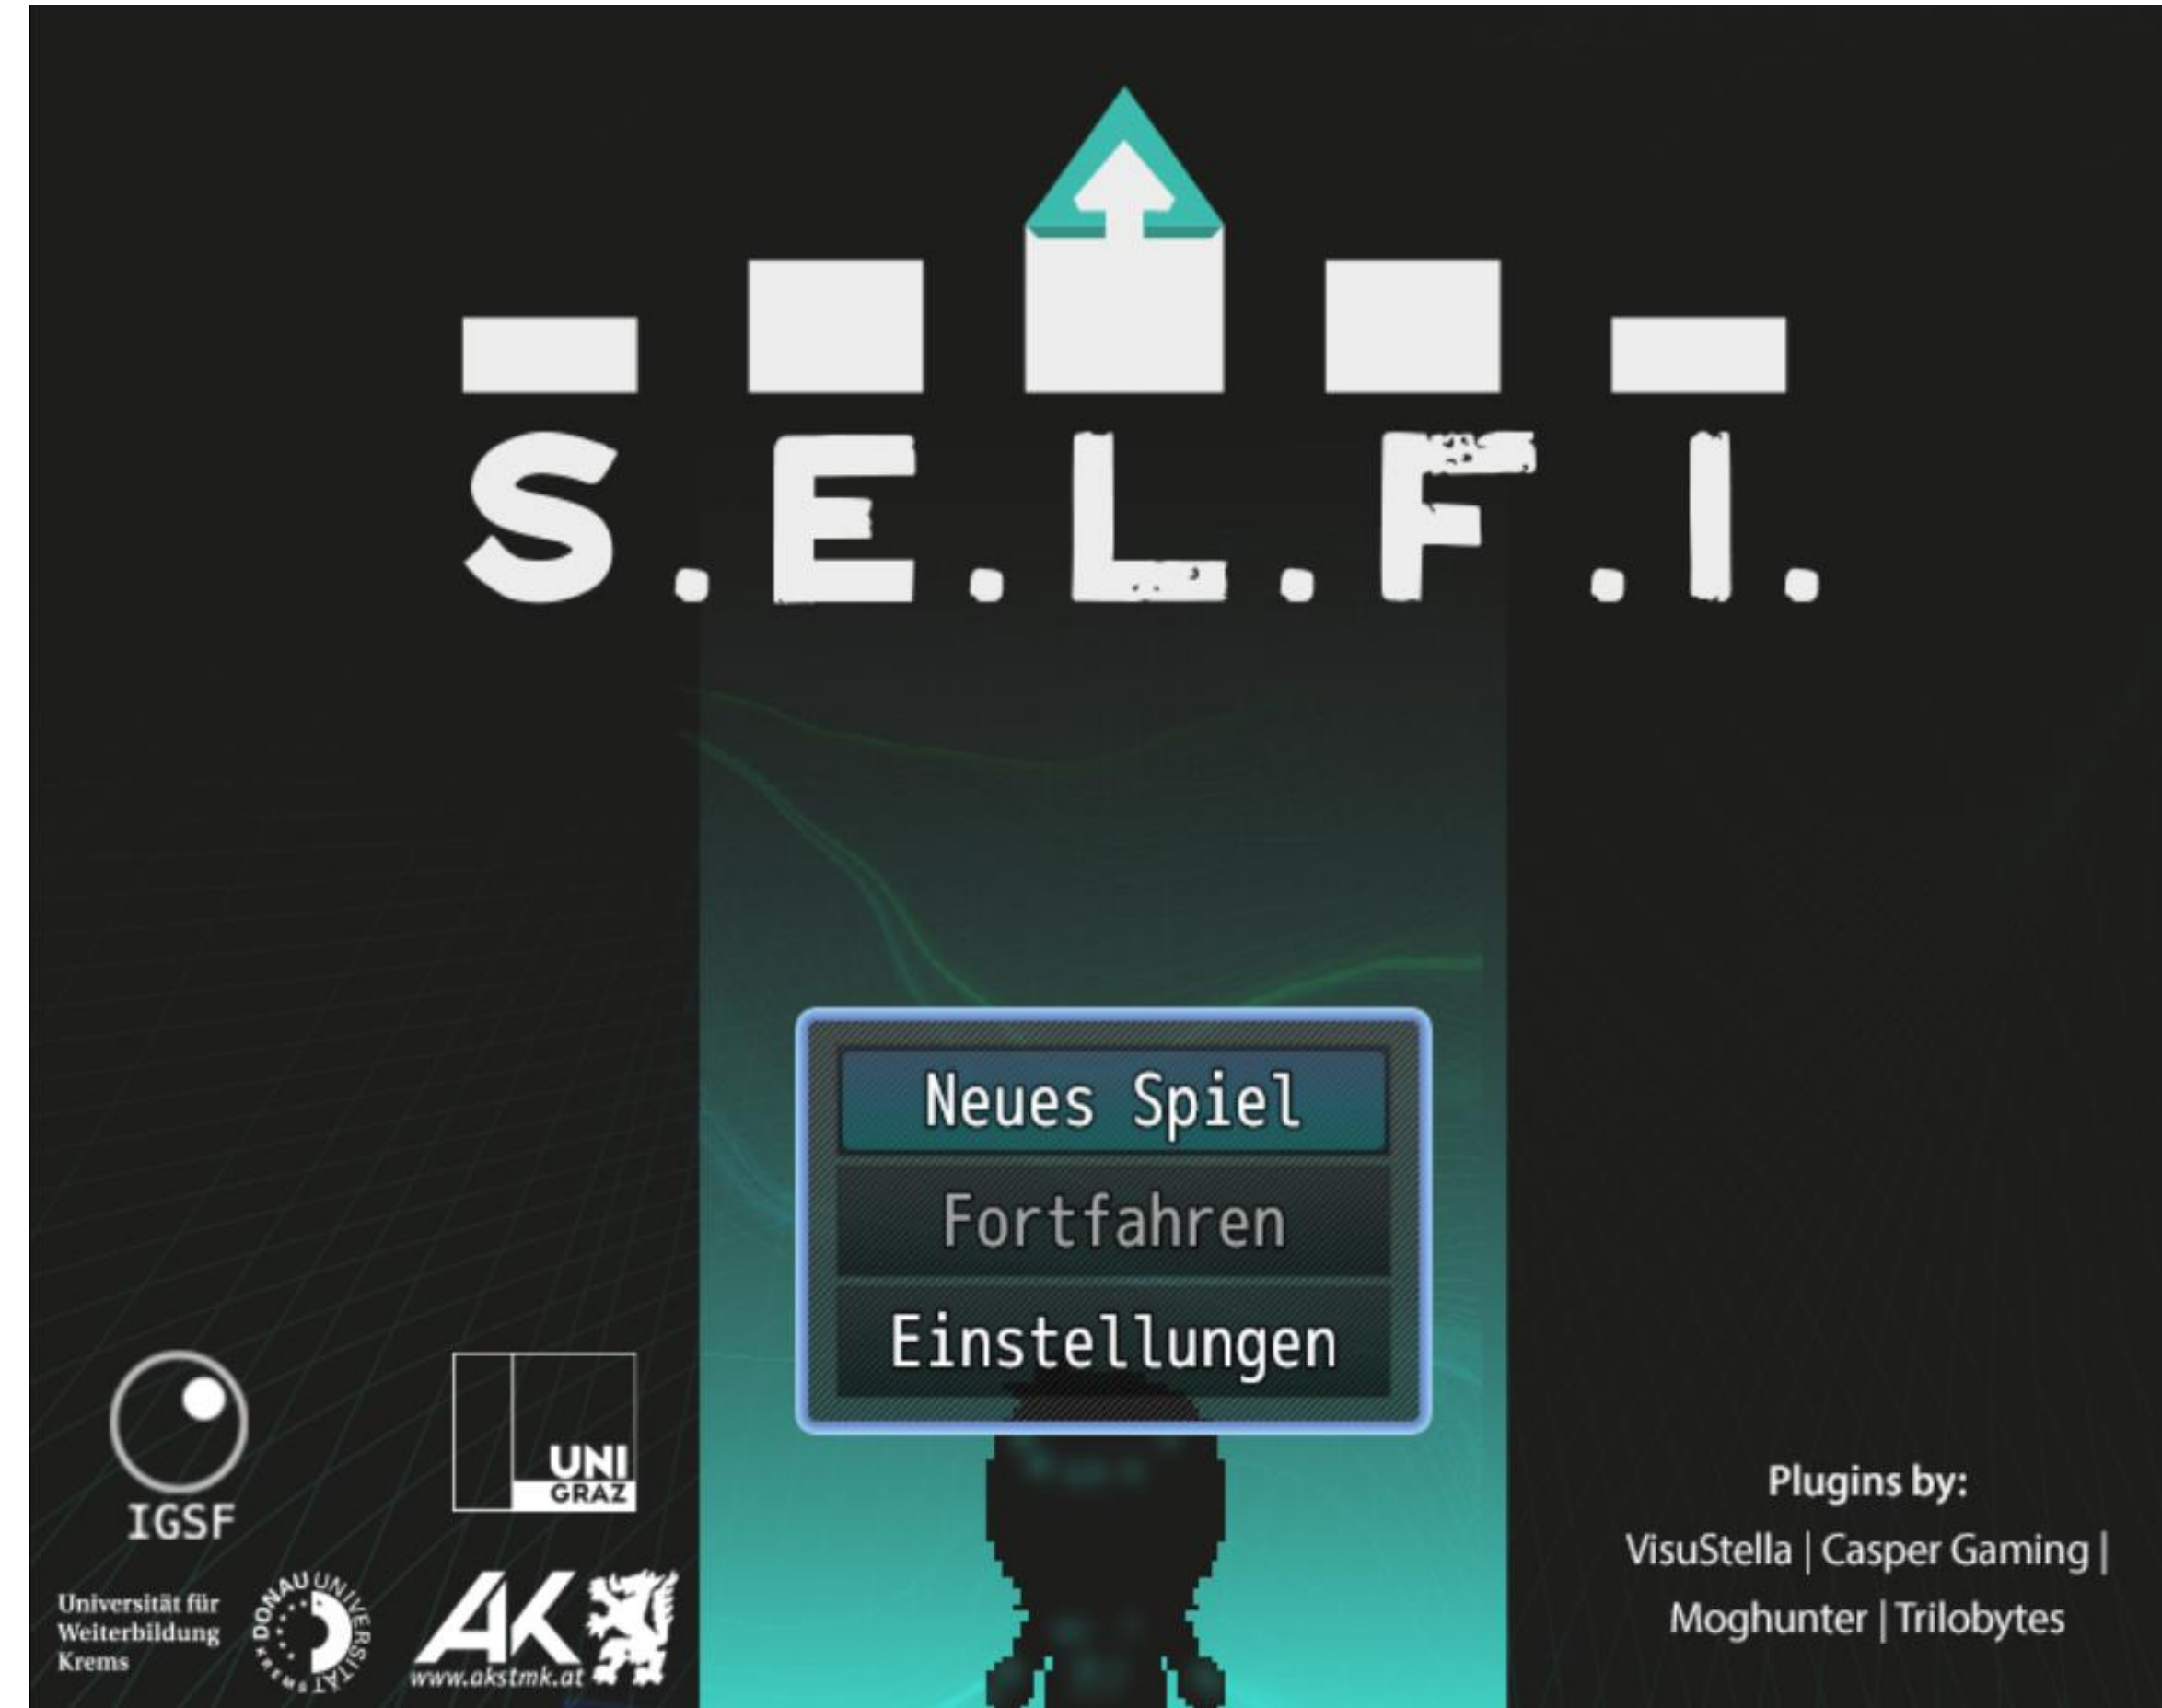 S.E.L.F.I.
Neues Spiel
Fortfahren
Einstellungen
IGSF
UNI
GRAZ
Universität für
Weiterbildung
Krems
DONAU UNIVERSITÄT KREMS
AK
www.akstmk.at
Plugins by:
VisuStella | Casper Gaming |
Moghunter | Trilobytes